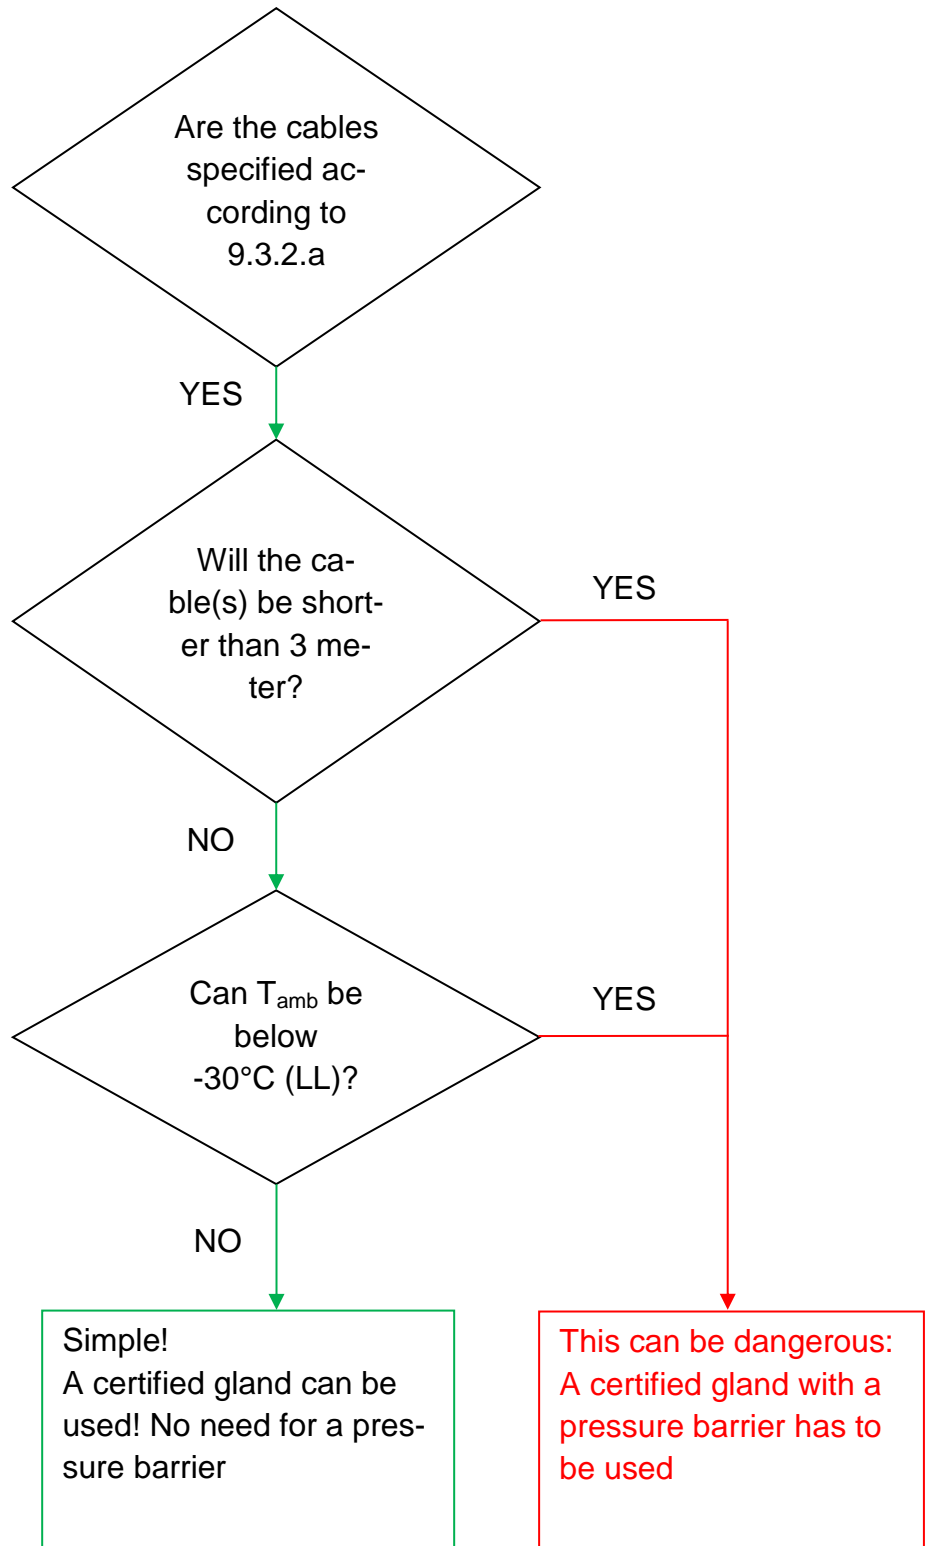 Are the cables
specified ac-
cording to
9.3.2.a
YES
Will the ca-
ble(s) be short-
er than 3 me-
ter?
YES
NO
Can Tamb be
below
-30°C (LL)?
YES
NO
Simple!
A certified gland can be
used! No need for a pres-
sure barrier
This can be dangerous:
A certified gland with a
pressure barrier has to
be used